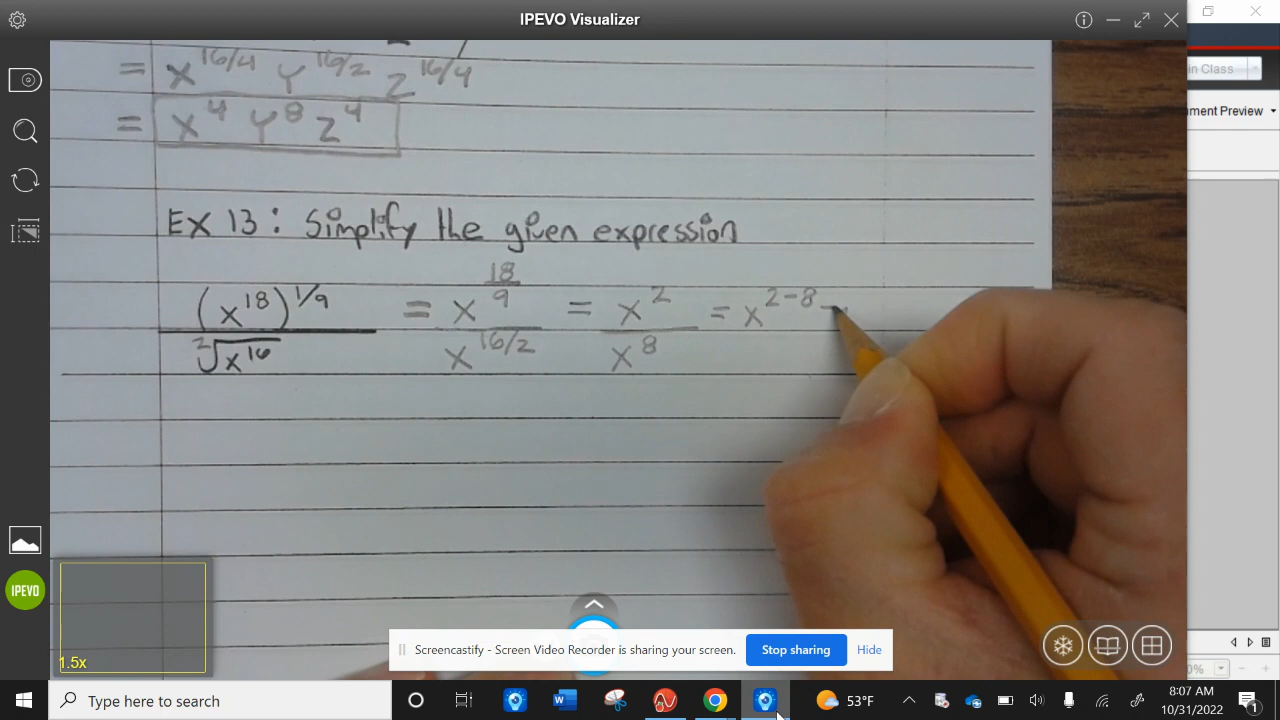 IPEVO Visualizer
= x^16/4 y^16/2 z^16/4
in Class
= x^4 y^8 z^4
ment Preview
Ex 13: Simplify the given expression
(x^18)^1/9 / ²√x^16 = x^18/9 / x^16/2 = x^2 / x^8 = x^2-8
IPEVO
1.5x
Screencastify - Screen Video Recorder is sharing your screen. Stop sharing Hide
0%
Type here to search
53°F
8:07 AM
10/31/2022
1